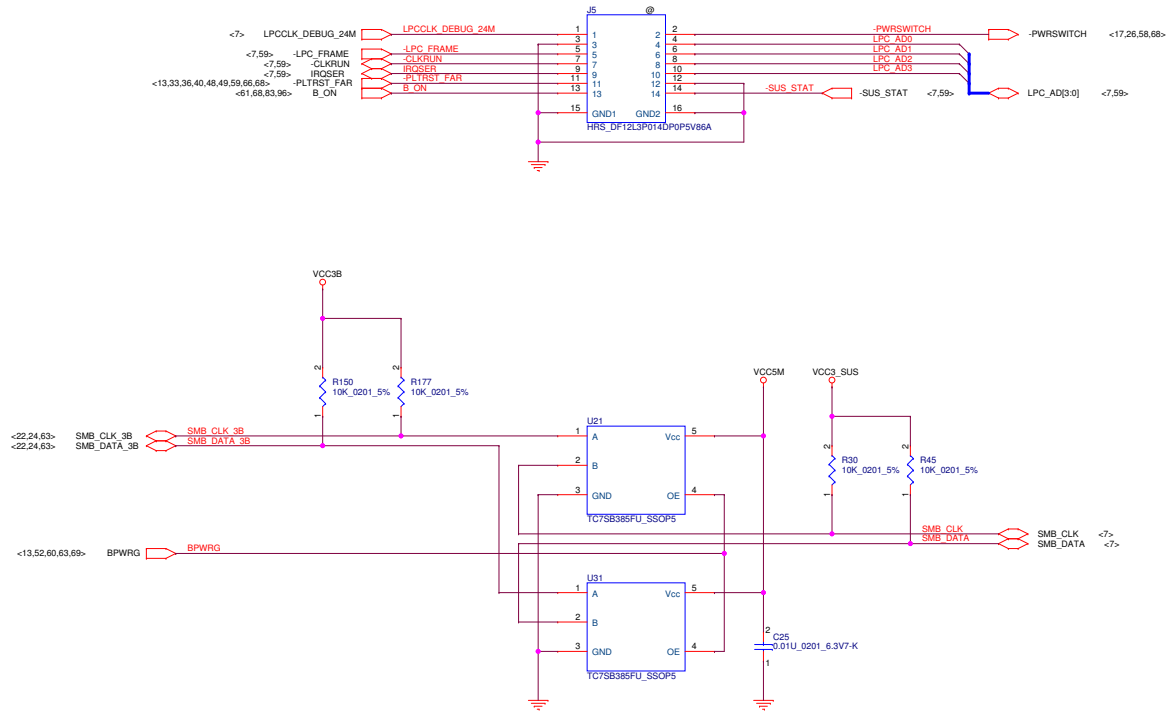 J5 @
<7> LPCCLK_DEBUG_24M LPCCLK_DEBUG_24M 1 1 2 2 -PWRSWITCH -PWRSWITCH <17,26,58,68>
3 3 4 4 LPC_AD0
<7,59> -LPC_FRAME -LPC_FRAME 5 5 6 6 LPC_AD1
<7,59> -CLKRUN -CLKRUN 7 7 8 8 LPC_AD2
<7,59> IRQSER IRQSER 9 9 10 10 LPC_AD3
<13,33,36,40,48,49,59,66,68> -PLTRST_FAR -PLTRST_FAR 11 11 12 12
<61,68,83,96> B_ON B_ON 13 13 14 14 -SUS_STAT -SUS_STAT <7,59> LPC_AD[3:0] <7,59>
15 GND1 GND2 16
HRS_DF12L3P014DP0P5V86A
VCC3B
2 2
R150 R177
10K_0201_5% 10K_0201_5%
1 1
VCC5M VCC3_SUS
2 2
R30 R45
10K_0201_5% 10K_0201_5%
1 1
U21
<22,24,63> SMB_CLK_3B SMB_CLK_3B 1 A Vcc 5
<22,24,63> SMB_DATA_3B SMB_DATA_3B
2 B
3 GND OE 4
TC7SB385FU_SSOP5
SMB_CLK SMB_CLK <7>
SMB_DATA SMB_DATA <7>
<13,52,60,63,69> BPWRG BPWRG
U31
1 A Vcc 5
2 B
3 GND OE 4
TC7SB385FU_SSOP5
2
C25
0.01U_0201_6.3V7-K
1